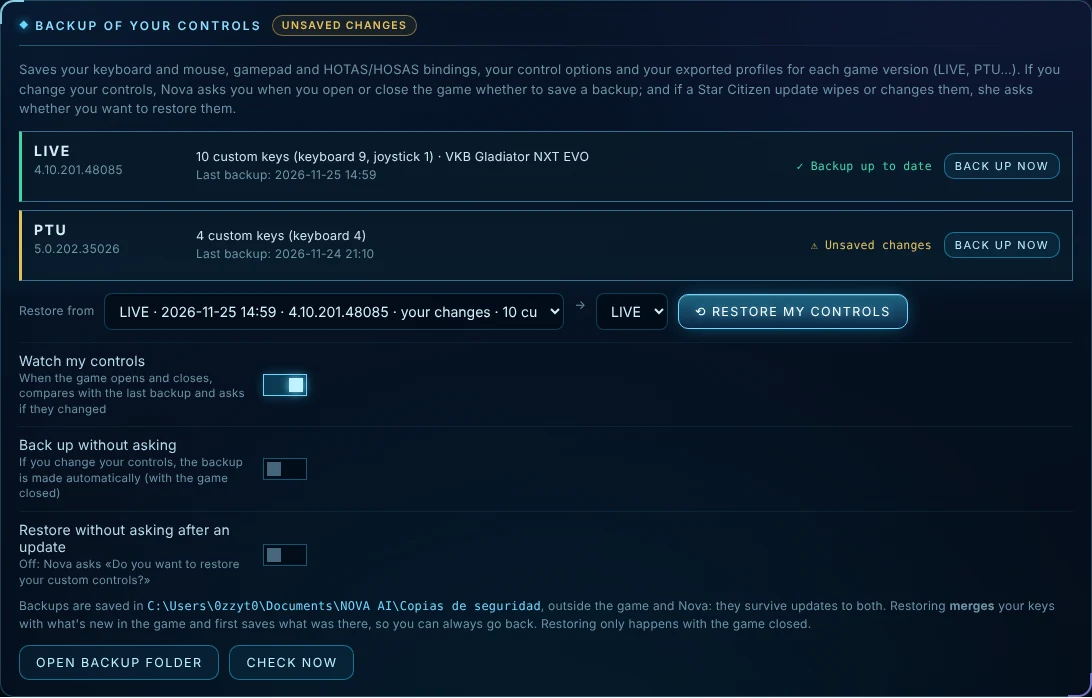 BACKUP OF YOUR CONTROLS UNSAVED CHANGES
Saves your keyboard and mouse, gamepad and HOTAS/HOSAS bindings, your control options and your exported profiles for each game version (LIVE, PTU...). If you
change your controls, Nova asks you when you open or close the game whether to save a backup; and if a Star Citizen update wipes or changes them, she asks
whether you want to restore them.
LIVE
4.10.201.48085
10 custom keys (keyboard 9, joystick 1) · VKB Gladiator NXT EVO
Last backup: 2026-11-25 14:59
✓ Backup up to date
BACK UP NOW
PTU
5.0.202.35026
4 custom keys (keyboard 4)
Last backup: 2026-11-24 21:10
⚠ Unsaved changes
BACK UP NOW
Restore from LIVE · 2026-11-25 14:59 · 4.10.201.48085 · your changes · 10 cu → LIVE ⟲ RESTORE MY CONTROLS
Watch my controls
When the game opens and closes,
compares with the last backup and asks
if they changed
Back up without asking
If you change your controls, the backup
is made automatically (with the game
closed)
Restore without asking after an
update
Off: Nova asks «Do you want to restore
your custom controls?»
Backups are saved in C:\Users\0zzyt0\Documents\NOVA AI\Copias de seguridad, outside the game and Nova: they survive updates to both. Restoring merges your keys
with what's new in the game and first saves what was there, so you can always go back. Restoring only happens with the game closed.
OPEN BACKUP FOLDER CHECK NOW